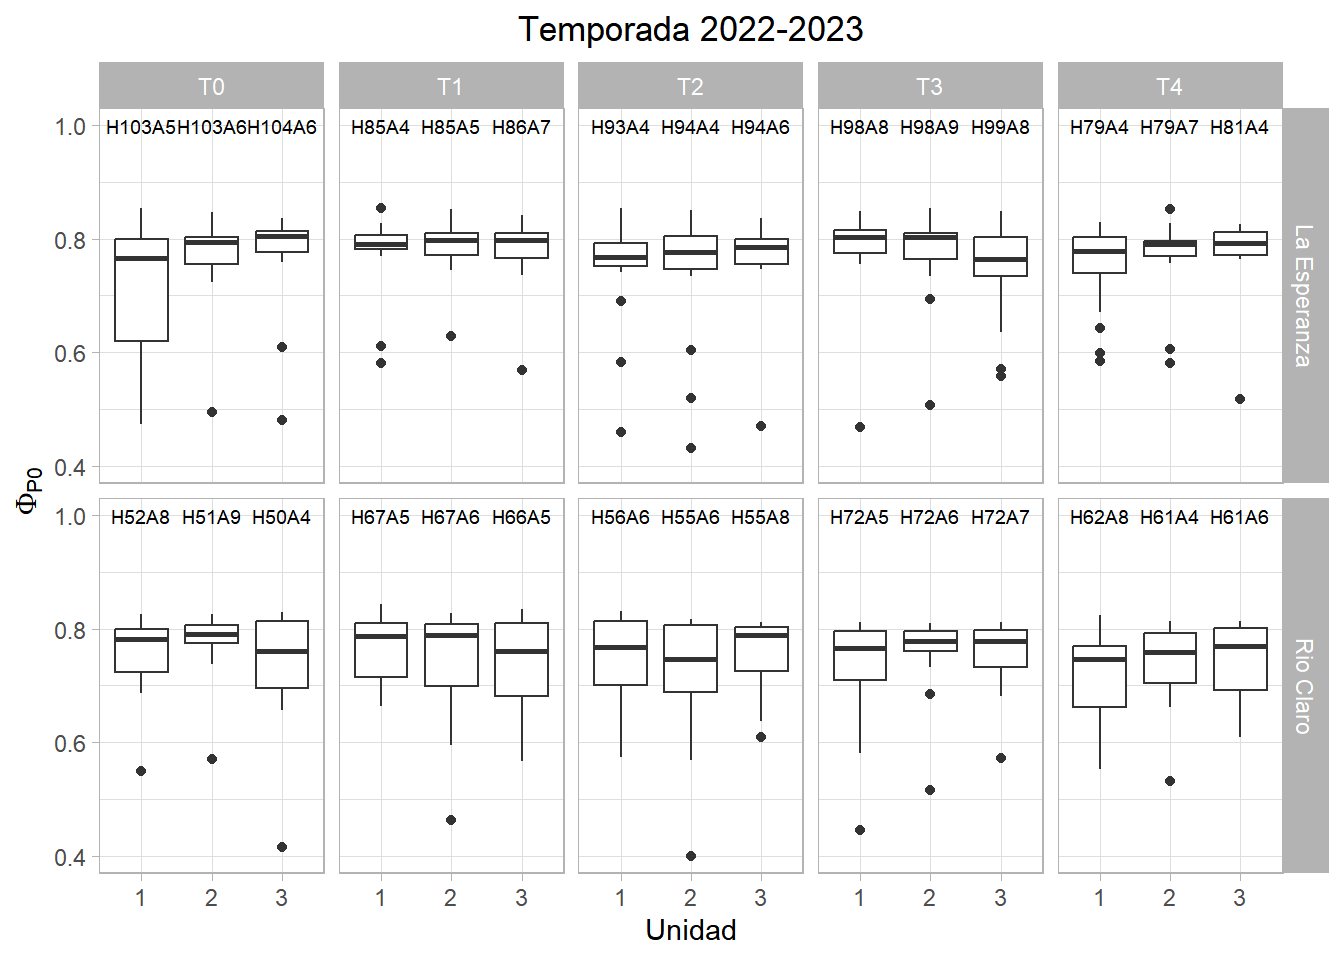 Temporada 2022-2023
T0 T1 T2 T3 T4
H103A5 H103A6 H104A6 H85A4 H85A5 H86A7 H93A4 H94A4 H94A6 H98A8 H98A9 H99A8 H79A4 H79A7 H81A4
1.0
0.8
0.6
0.4
La Esperanza
ΦP0
H52A8 H51A9 H50A4 H67A5 H67A6 H66A5 H56A6 H55A6 H55A8 H72A5 H72A6 H72A7 H62A8 H61A4 H61A6
1.0
0.8
0.6
0.4
Rio Claro
1 2 3 1 2 3 1 2 3 1 2 3 1 2 3
Unidad